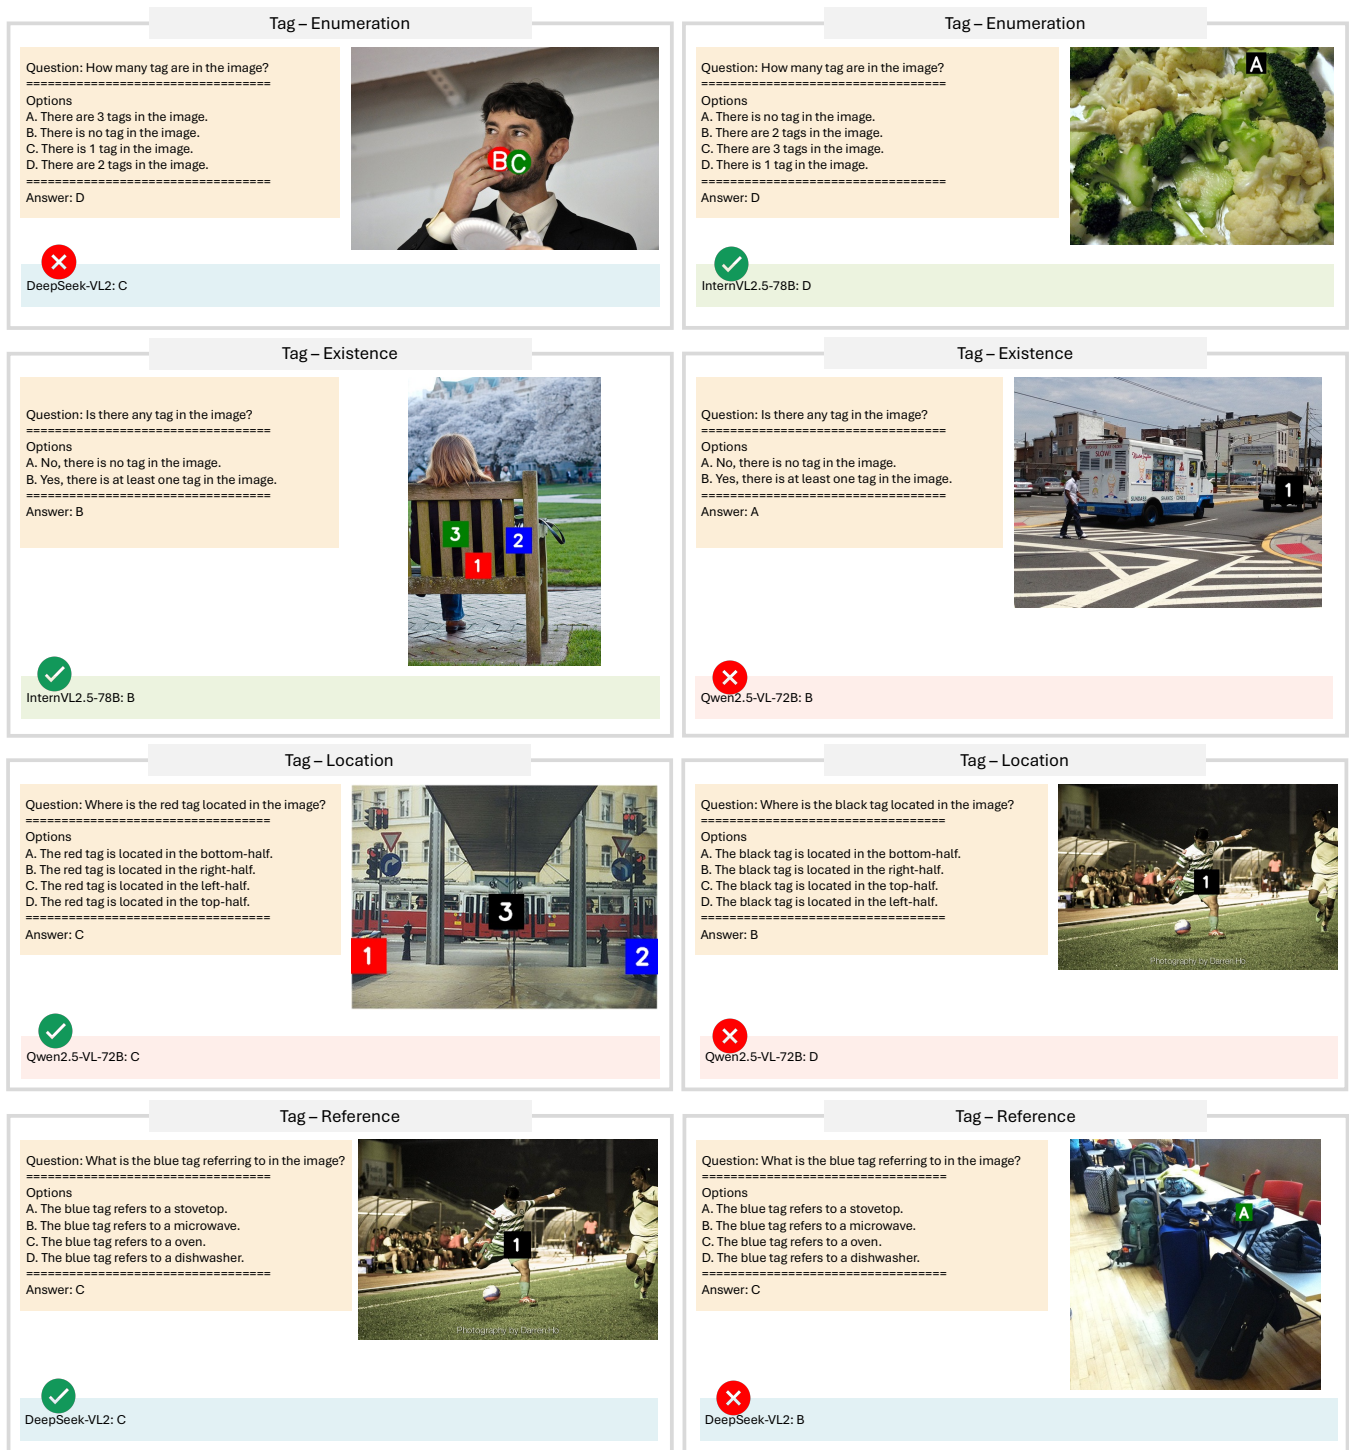 Tag – Enumeration
Question: How many tag are in the image?
==================================
Options
A. There are 3 tags in the image.
B. There is no tag in the image.
C. There is 1 tag in the image.
D. There are 2 tags in the image.
==================================
Answer: D
B C
DeepSeek-VL2: C
Tag – Enumeration
Question: How many tag are in the image?
==================================
Options
A. There is no tag in the image.
B. There are 2 tags in the image.
C. There are 3 tags in the image.
D. There is 1 tag in the image.
==================================
Answer: D
A
InternVL2.5-78B: D
Tag – Existence
Question: Is there any tag in the image?
==================================
Options
A. No, there is no tag in the image.
B. Yes, there is at least one tag in the image.
==================================
Answer: B
3
2
1
InternVL2.5-78B: B
Tag – Existence
Question: Is there any tag in the image?
==================================
Options
A. No, there is no tag in the image.
B. Yes, there is at least one tag in the image.
==================================
Answer: A
SLOW!
SUNDAES SHAKES CONES
1
Qwen2.5-VL-72B: B
Tag – Location
Question: Where is the red tag located in the image?
==================================
Options
A. The red tag is located in the bottom-half.
B. The red tag is located in the right-half.
C. The red tag is located in the left-half.
D. The red tag is located in the top-half.
==================================
Answer: C
3
1
2
Qwen2.5-VL-72B: C
Tag – Location
Question: Where is the black tag located in the image?
==================================
Options
A. The black tag is located in the bottom-half.
B. The black tag is located in the right-half.
C. The black tag is located in the top-half.
D. The black tag is located in the left-half.
==================================
Answer: B
1
Photography by Darren Ho
Qwen2.5-VL-72B: D
Tag – Reference
Question: What is the blue tag referring to in the image?
==================================
Options
A. The blue tag refers to a stovetop.
B. The blue tag refers to a microwave.
C. The blue tag refers to a oven.
D. The blue tag refers to a dishwasher.
==================================
Answer: C
1
Photography by Darren Ho
DeepSeek-VL2: C
Tag – Reference
Question: What is the blue tag referring to in the image?
==================================
Options
A. The blue tag refers to a stovetop.
B. The blue tag refers to a microwave.
C. The blue tag refers to a oven.
D. The blue tag refers to a dishwasher.
==================================
Answer: C
A
DeepSeek-VL2: B